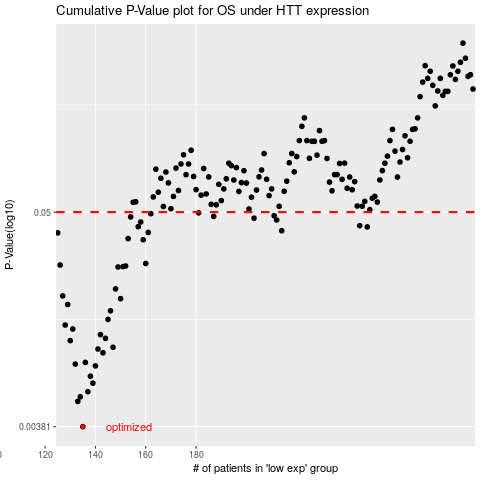 Cumulative P-Value plot for OS under HTT expression
P-Value(log10)
0.05
0.00381
optimized
0 120 140 160 180
# of patients in 'low exp' group